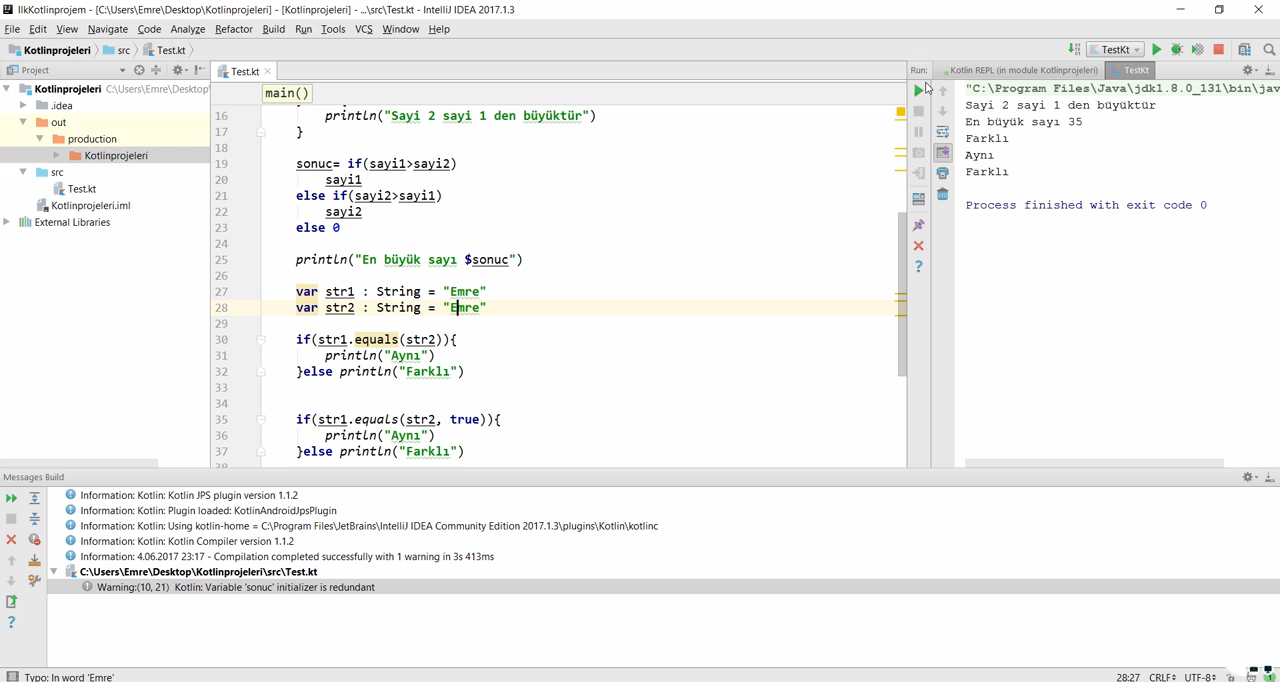 IlkKotlinprojem - [C:\Users\Emre\Desktop\Kotlinprojeleri] - [Kotlinprojeleri] - ...\src\Test.kt - IntelliJ IDEA 2017.1.3
File Edit View Navigate Code Analyze Refactor Build Run Tools VCS Window Help
Kotlinprojeleri src Test.kt TestKt
Project Test.kt Run: Kotlin REPL (in module Kotlinprojeleri) TestKt
Kotlinprojeleri C:\Users\Emre\Desktop
.idea
out
production
Kotlinprojeleri
src
Test.kt
Kotlinprojeleri.iml
External Libraries
main()
16 println("Sayi 2 sayi 1 den büyüktür")
17 }
18
19 sonuc= if(sayi1>sayi2)
20 sayi1
21 else if(sayi2>sayi1)
22 sayi2
23 else 0
24
25 println("En büyük sayı $sonuc")
26
27 var str1 : String = "Emre"
28 var str2 : String = "Emre"
29
30 if(str1.equals(str2)){
31 println("Aynı")
32 }else println("Farklı")
33
34
35 if(str1.equals(str2, true)){
36 println("Aynı")
37 }else println("Farklı")
38
"C:\Program Files\Java\jdk1.8.0_131\bin\jav
Sayi 2 sayi 1 den büyüktür
En büyük sayı 35
Farklı
Aynı
Farklı
Process finished with exit code 0
Messages Build
Information: Kotlin: Kotlin JPS plugin version 1.1.2
Information: Kotlin: Plugin loaded: KotlinAndroidJpsPlugin
Information: Kotlin: Using kotlin-home = C:\Program Files\JetBrains\IntelliJ IDEA Community Edition 2017.1.3\plugins\Kotlin\kotlinc
Information: Kotlin: Kotlin Compiler version 1.1.2
Information: 4.06.2017 23:17 - Compilation completed successfully with 1 warning in 3s 413ms
C:\Users\Emre\Desktop\Kotlinprojeleri\src\Test.kt
Warning:(10, 21) Kotlin: Variable 'sonuc' initializer is redundant
Typo: In word 'Emre' 28:27 CRLF UTF-8